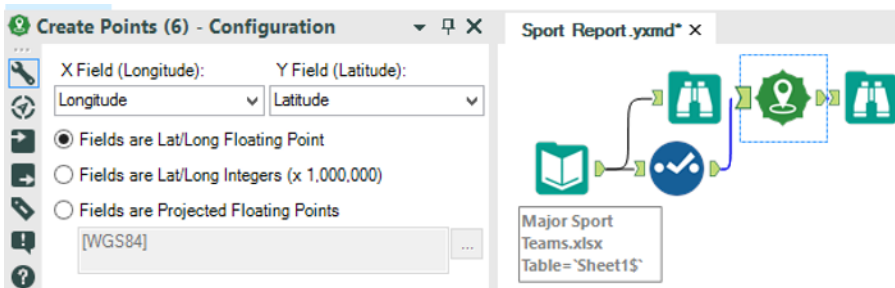 Create Points (6) - Configuration
X Field (Longitude):
Y Field (Latitude):
Longitude
Latitude
Fields are Lat/Long Floating Point
Fields are Lat/Long Integers (x 1,000,000)
Fields are Projected Floating Points
[WGS84]
...
Sport Report.yxmd*
Major Sport
Teams.xlsx
Table=`Sheet1$`